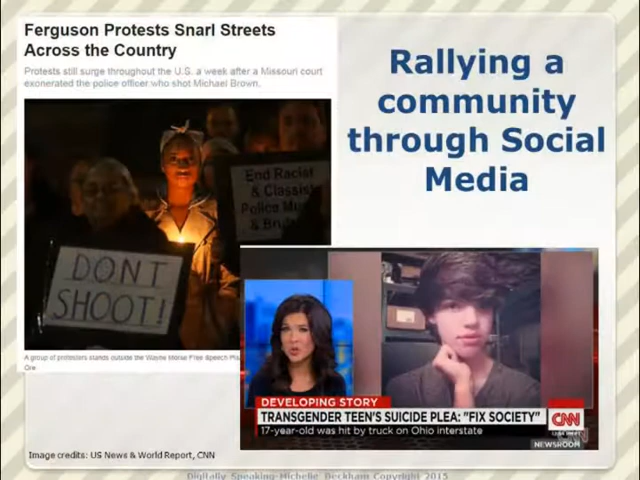 Ferguson Protests Snarl Streets
Across the Country
Protests still surge throughout the U.S. a week after a Missouri court
exonerated the police officer who shot Michael Brown.
Rallying a
community
through Social
Media
End Racist
& Classist
DONT
SHOOT!
A group of protesters stands outside the Wayne Morse Free Speech
Ore.
DEVELOPING STORY
TRANSGENDER TEEN'S SUICIDE PLEA: "FIX SOCIETY"
17-year-old was hit by truck on Ohio interstate
CNN
NEWSROOM
Image credits: US News & World Report, CNN
Digitally Speaking-Michelle Beckham Copyright 2015